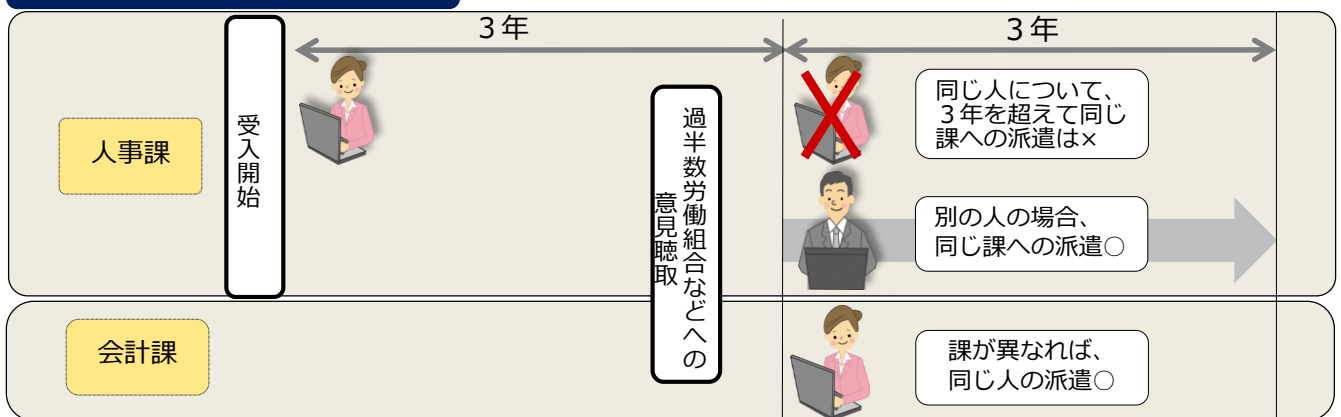 ３年
３年
人事課
受入開始
過半数労働組合などへの
意見聴取
同じ人について、
３年を超えて同じ
課への派遣は×
別の人の場合、
同じ課への派遣○
会計課
課が異なれば、
同じ人の派遣○